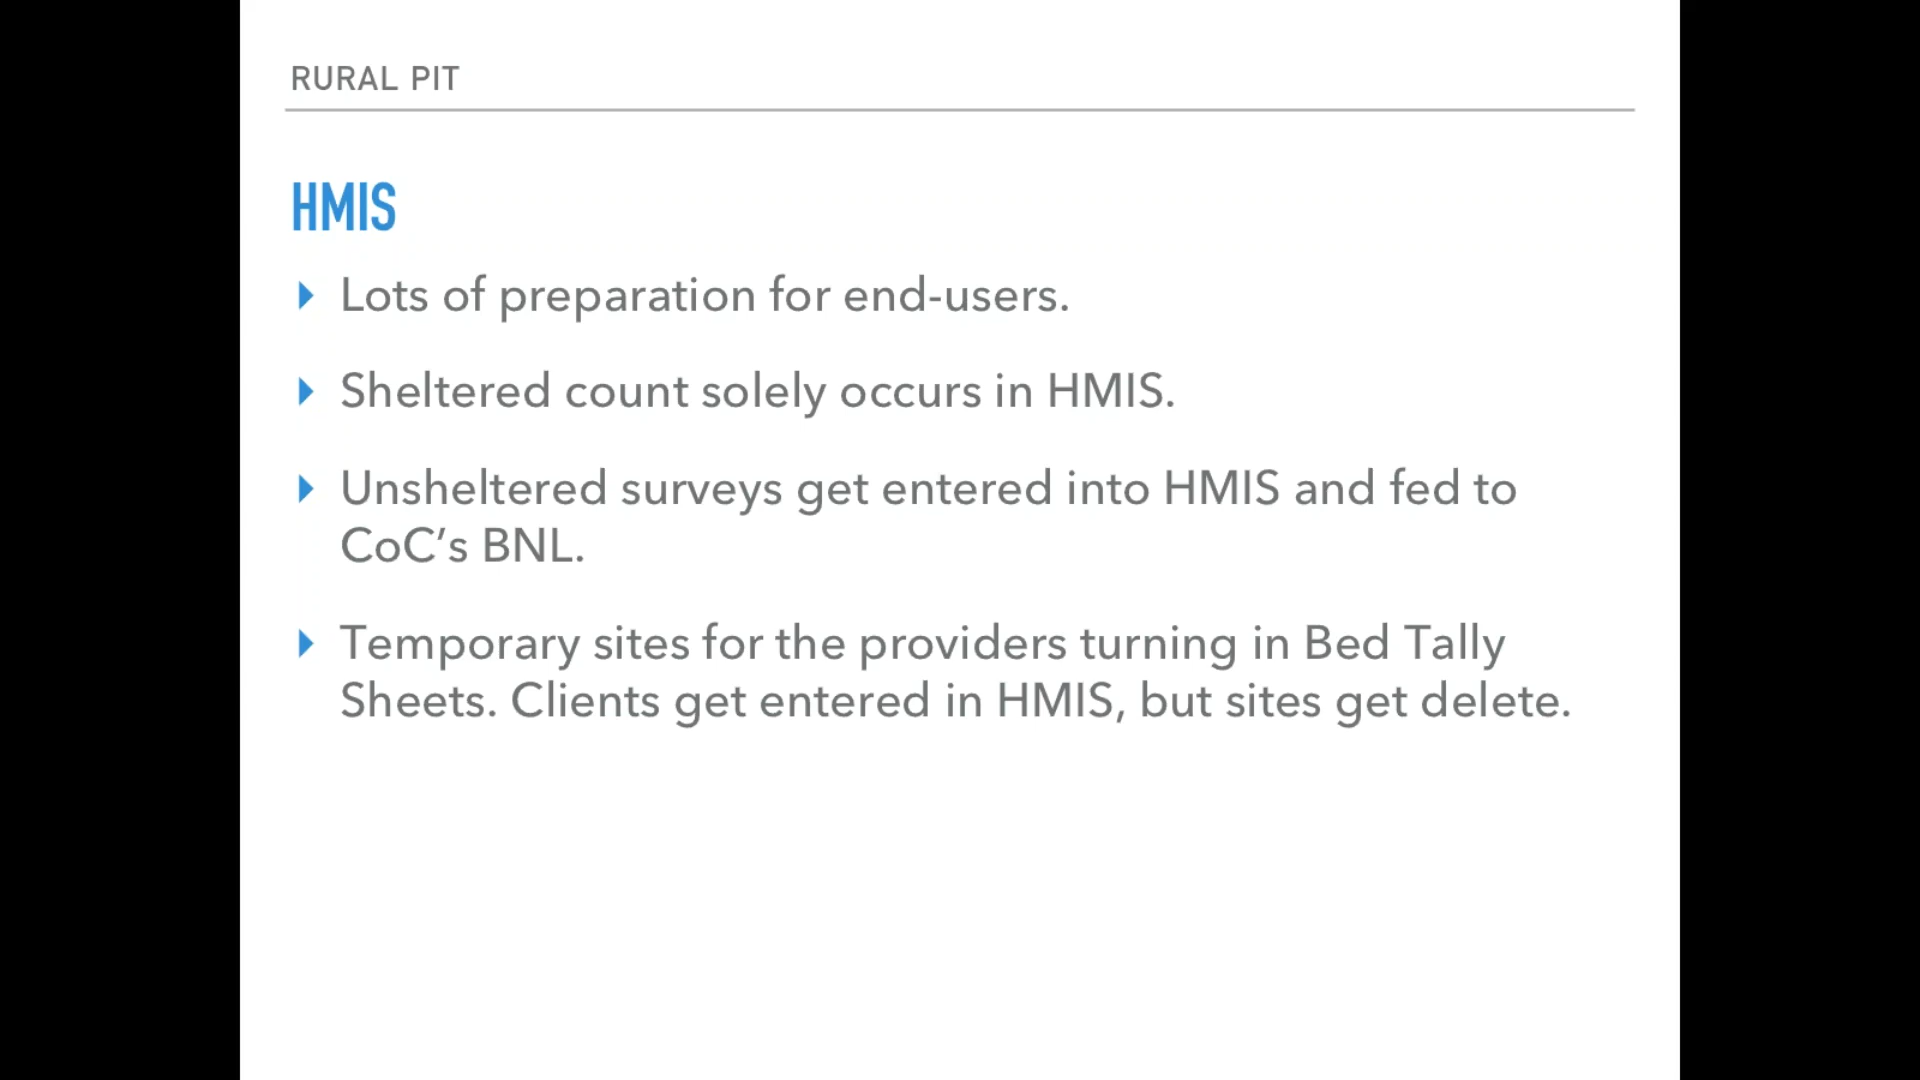 RURAL PIT
HMIS
Lots of preparation for end-users.
Sheltered count solely occurs in HMIS.
Unsheltered surveys get entered into HMIS and fed to
CoC’s BNL.
Temporary sites for the providers turning in Bed Tally
Sheets. Clients get entered in HMIS, but sites get delete.